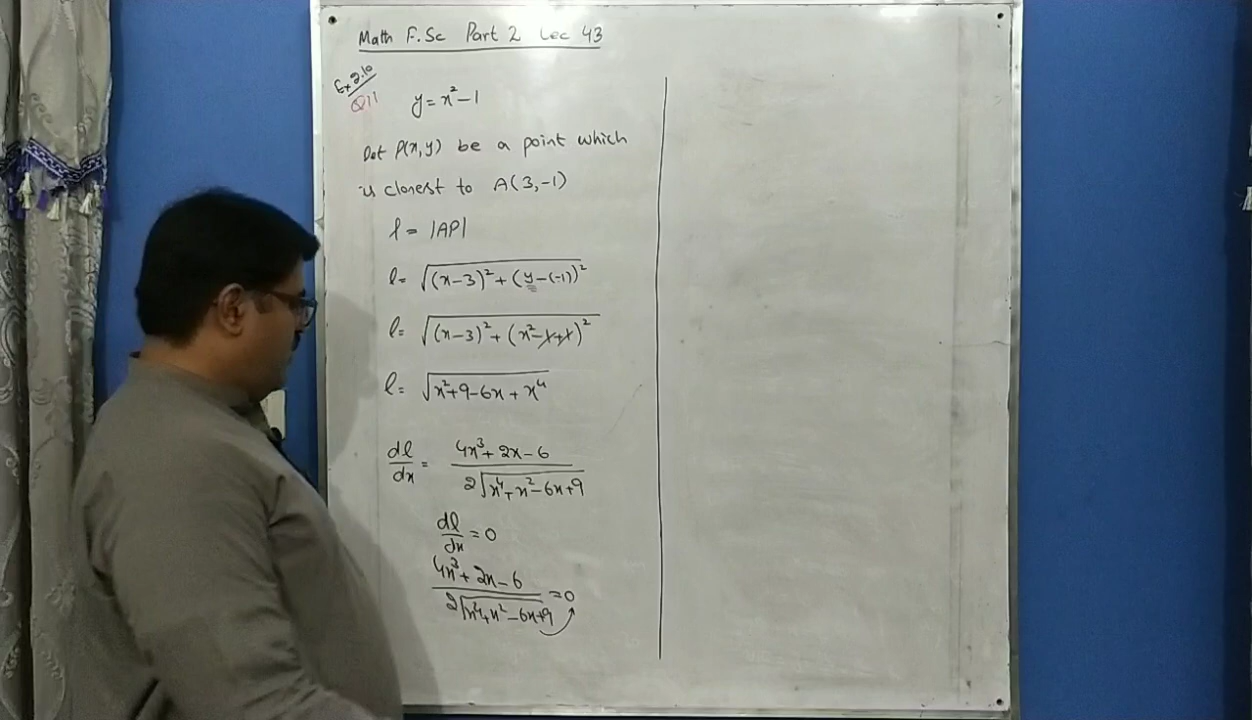 Math F.Sc Part 2 Lec 43
Ex 2.10
Q11
y = x² - 1
Let P(x, y) be a point which
is closest to A(3, -1)
l = |AP|
l = √((x-3)² + (y-(-1))²)
l = √((x-3)² + (x²-1+1)²)
l = √(x²+9-6x+x⁴)
dl/dx = (4x³+2x-6)/(2√(x⁴+x²-6x+9))
dl/dx = 0
(4x³+2x-6)/(2√(x⁴+x²-6x+9)) = 0